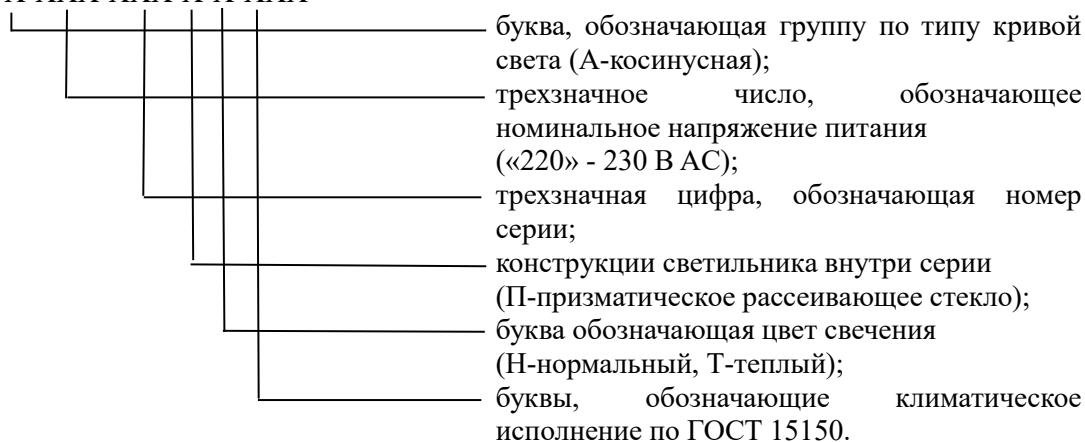 буква, обозначающая группу по типу кривой
света (А-косинусная);
трехзначное число, обозначающее
номинальное напряжение питания
(«220» - 230 В AC);
трехзначная цифра, обозначающая номер
серии;
конструкции светильника внутри серии
(П-призматическое рассеивающее стекло);
буква обозначающая цвет свечения
(Н-нормальный, Т-теплый);
буквы, обозначающие климатическое
исполнение по ГОСТ 15150.